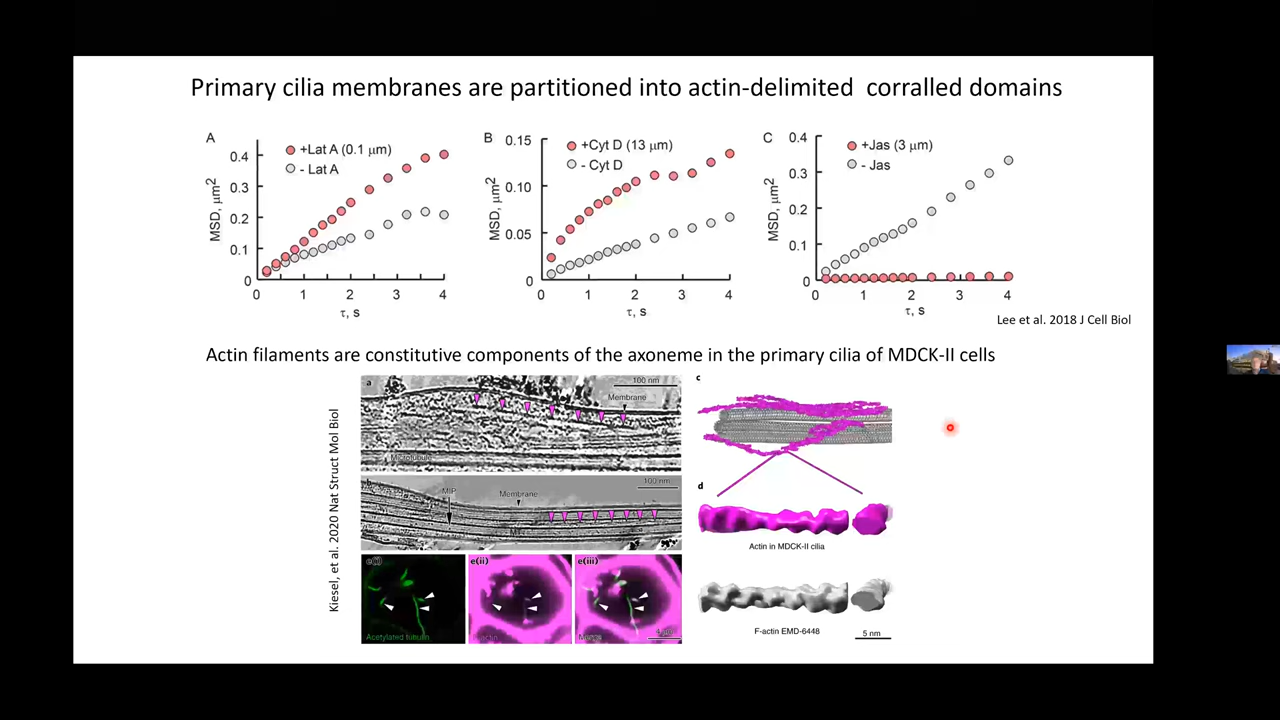 Primary cilia membranes are partitioned into actin-delimited corralled domains
A
+Lat A (0.1 μm)
- Lat A
MSD, μm2
0.4
0.3
0.2
0.1
0
0 1 2 3 4
τ, s
B
+Cyt D (13 μm)
- Cyt D
MSD, μm2
0.15
0.10
0.05
0
0 1 2 3 4
τ, s
C
+Jas (3 μm)
- Jas
MSD, μm2
0.4
0.3
0.2
0.1
0
0 1 2 3 4
τ, s
Lee et al. 2018 J Cell Biol
Actin filaments are constitutive components of the axoneme in the primary cilia of MDCK-II cells
Kiesel, et al. 2020 Nat Struct Mol Biol
a
100 nm
Membrane
Microtubule
b
100 nm
MIP
Membrane
MT
e(i)
Acetylated tubulin
e(ii)
F-actin
e(iii)
Merge
c
d
Actin in MDCK-II cilia
F-actin EMD-6448
5 nm